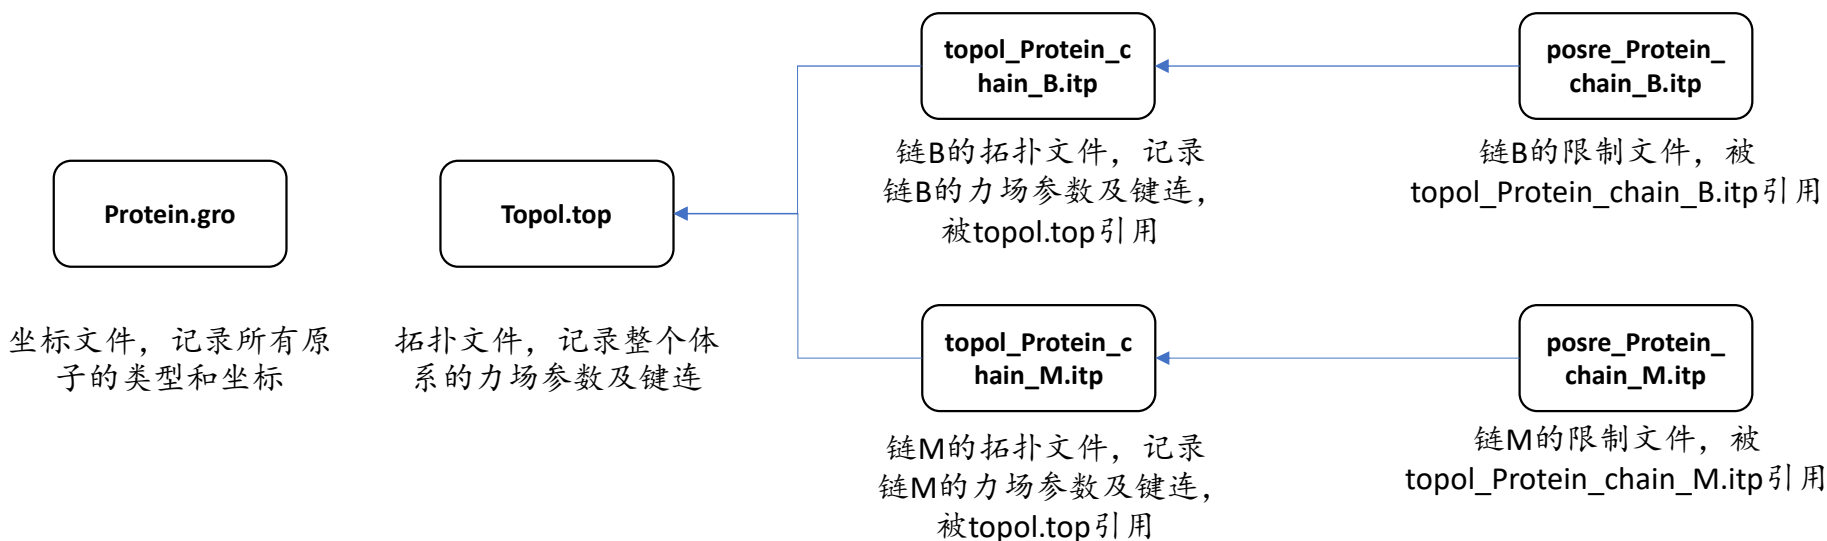 Protein.gro
坐标文件，记录所有原
子的类型和坐标
Topol.top
拓扑文件，记录整个体
系的力场参数及键连
topol_Protein_c
hain_B.itp
链B的拓扑文件，记录
链B的力场参数及键连，
被topol.top引用
posre_Protein_
chain_B.itp
链B的限制文件，被
topol_Protein_chain_B.itp引用
topol_Protein_c
hain_M.itp
链M的拓扑文件，记录
链M的力场参数及键连，
被topol.top引用
posre_Protein_
chain_M.itp
链M的限制文件，被
topol_Protein_chain_M.itp引用